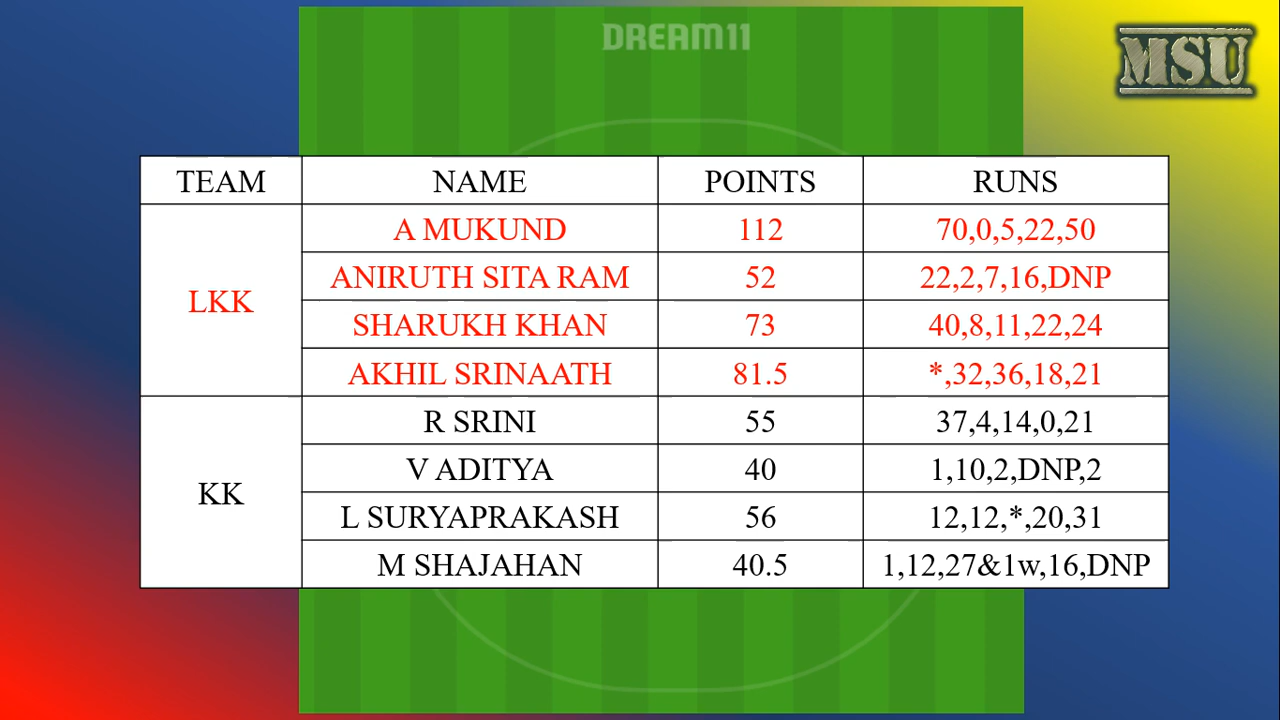 DREAM11
MSU
TEAM NAME POINTS RUNS
LKK
A MUKUND 112 70,0,5,22,50
ANIRUTH SITA RAM 52 22,2,7,16,DNP
SHARUKH KHAN 73 40,8,11,22,24
AKHIL SRINAATH 81.5 *,32,36,18,21
KK
R SRINI 55 37,4,14,0,21
V ADITYA 40 1,10,2,DNP,2
L SURYAPRAKASH 56 12,12,*,20,31
M SHAJAHAN 40.5 1,12,27&1w,16,DNP